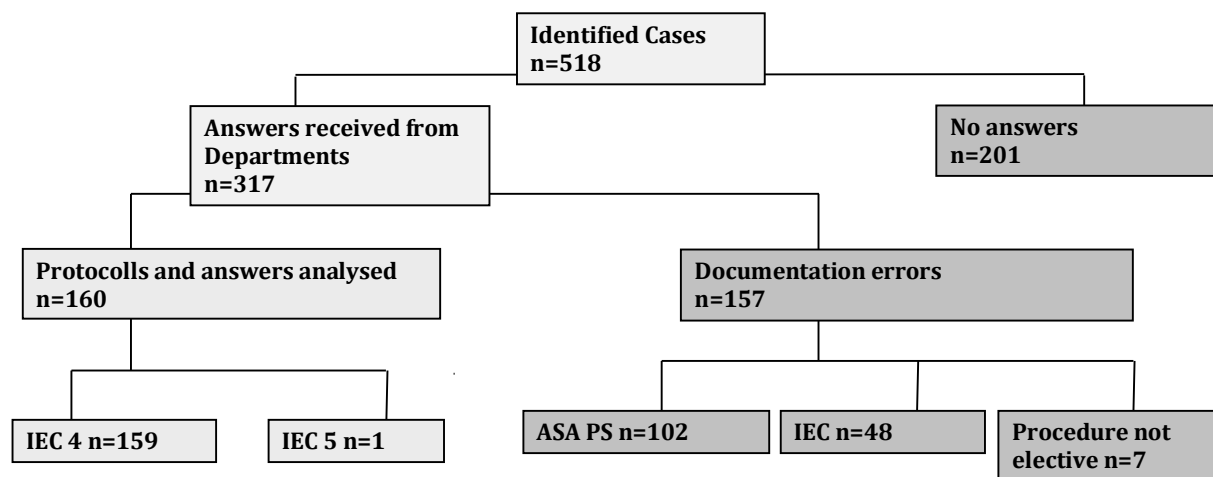 Identified Cases
n=518
Answers received from
Departments
n=317
No answers
n=201
Protocolls and answers analysed
n=160
Documentation errors
n=157
IEC 4 n=159
IEC 5 n=1
ASA PS n=102
IEC n=48
Procedure not
elective n=7